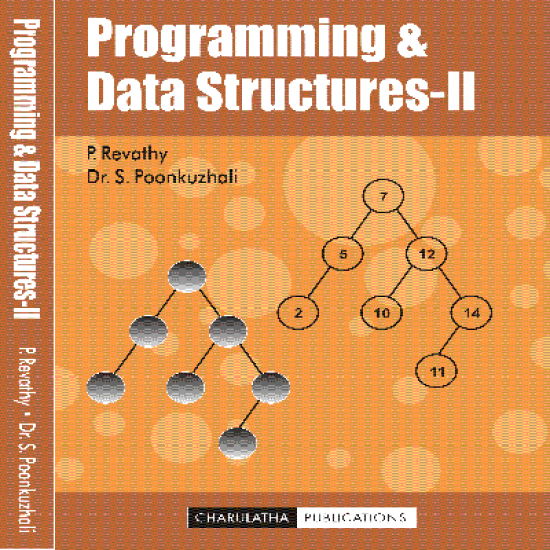 Programming & Data Structures-II
P. Revathy • Dr. S. Poonkuzhali
Programming &
Data Structures-II
P. Revathy
Dr. S. Poonkuzhali
7
5
12
2
10
14
11
CHARULATHA PUBLICATIONS